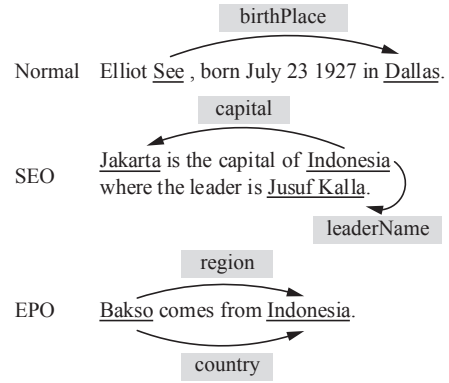 birthPlace
Normal Elliot See , born July 23 1927 in Dallas.
capital
SEO
Jakarta is the capital of Indonesia
where the leader is Jusuf Kalla.
leaderName
region
EPO Bakso comes from Indonesia.
country